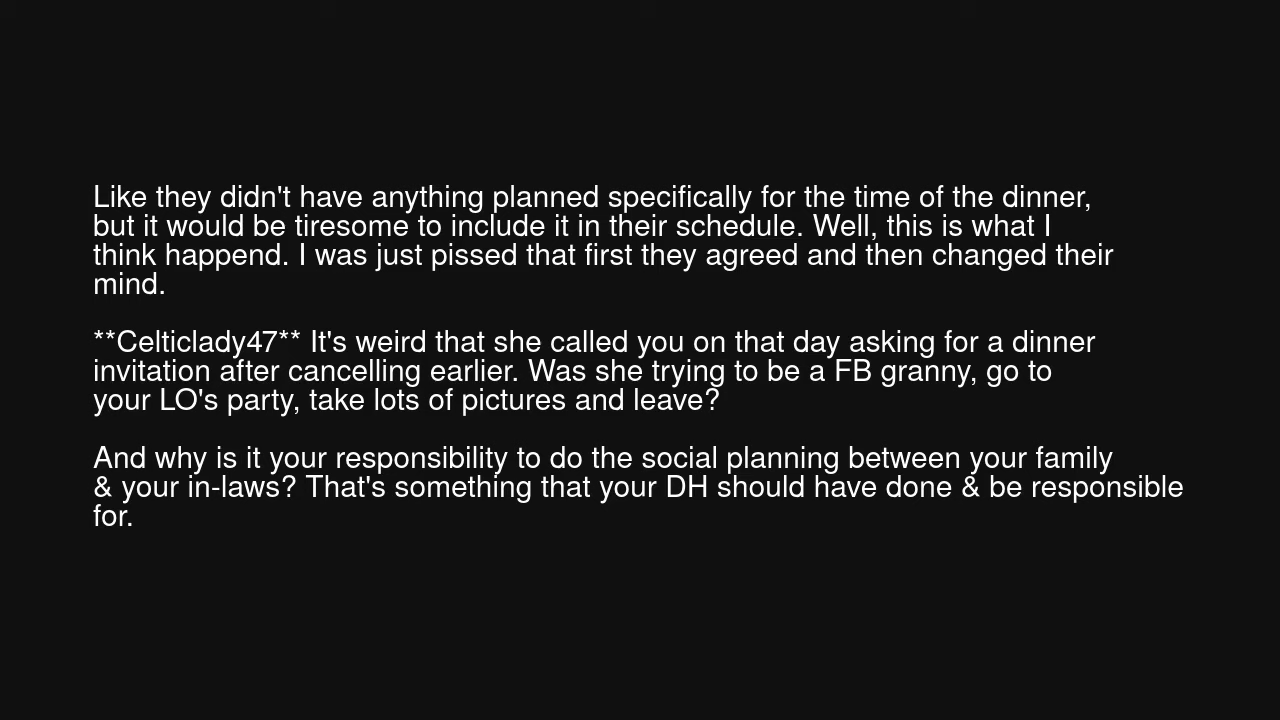 Like they didn't have anything planned specifically for the time of the dinner,
but it would be tiresome to include it in their schedule. Well, this is what I
think happend. I was just pissed that first they agreed and then changed their
mind.
**Celticlady47** It's weird that she called you on that day asking for a dinner
invitation after cancelling earlier. Was she trying to be a FB granny, go to
your LO's party, take lots of pictures and leave?
And why is it your responsibility to do the social planning between your family
& your in-laws? That's something that your DH should have done & be responsible
for.